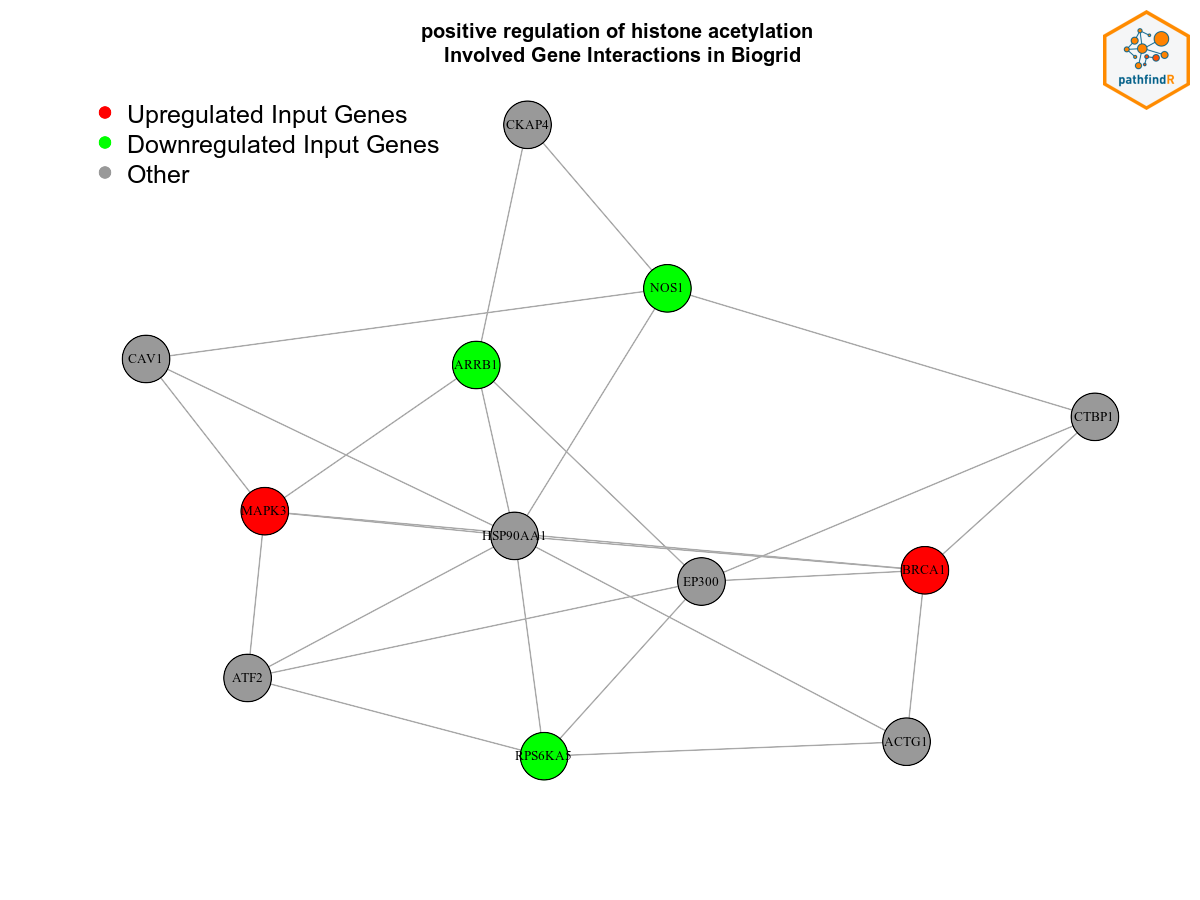 positive regulation of histone acetylation
Involved Gene Interactions in Biogrid
pathfindR
Upregulated Input Genes
Downregulated Input Genes
Other
CKAP4
NOS1
CAV1
ARRB1
CTBP1
MAPK3
HSP90AA1
EP300
BRCA1
ATF2
RPS6KA5
ACTG1